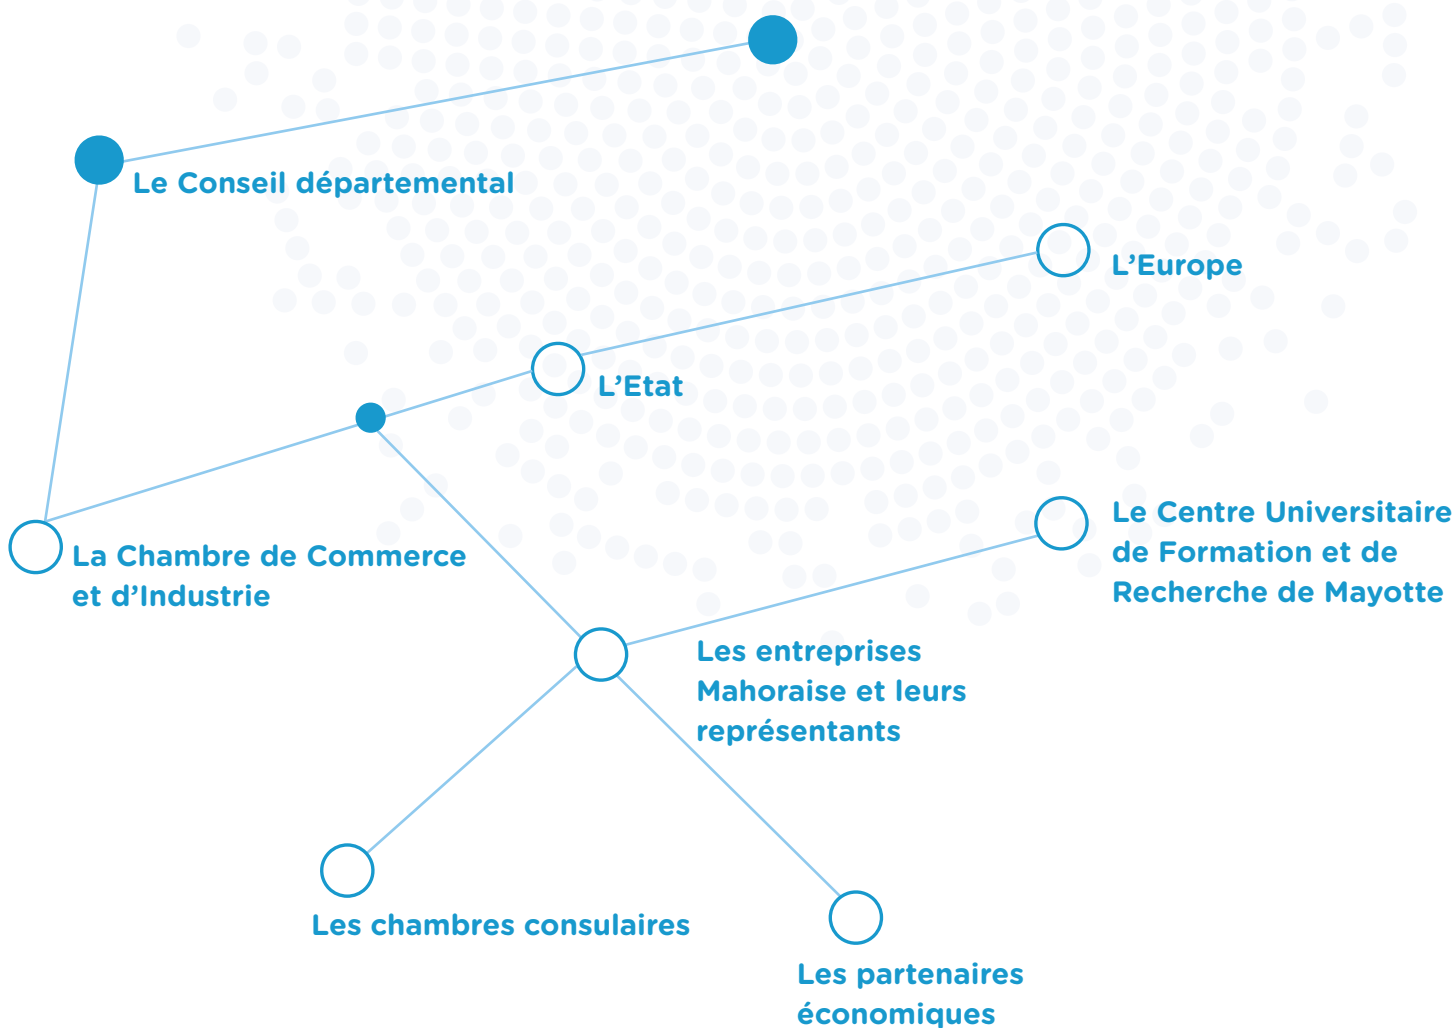 Le Conseil départemental
L’Europe
L’Etat
Le Centre Universitaire
de Formation et de
Recherche de Mayotte
La Chambre de Commerce
et d’Industrie
Les entreprises
Mahoraise et leurs
représentants
Les chambres consulaires
Les partenaires
économiques